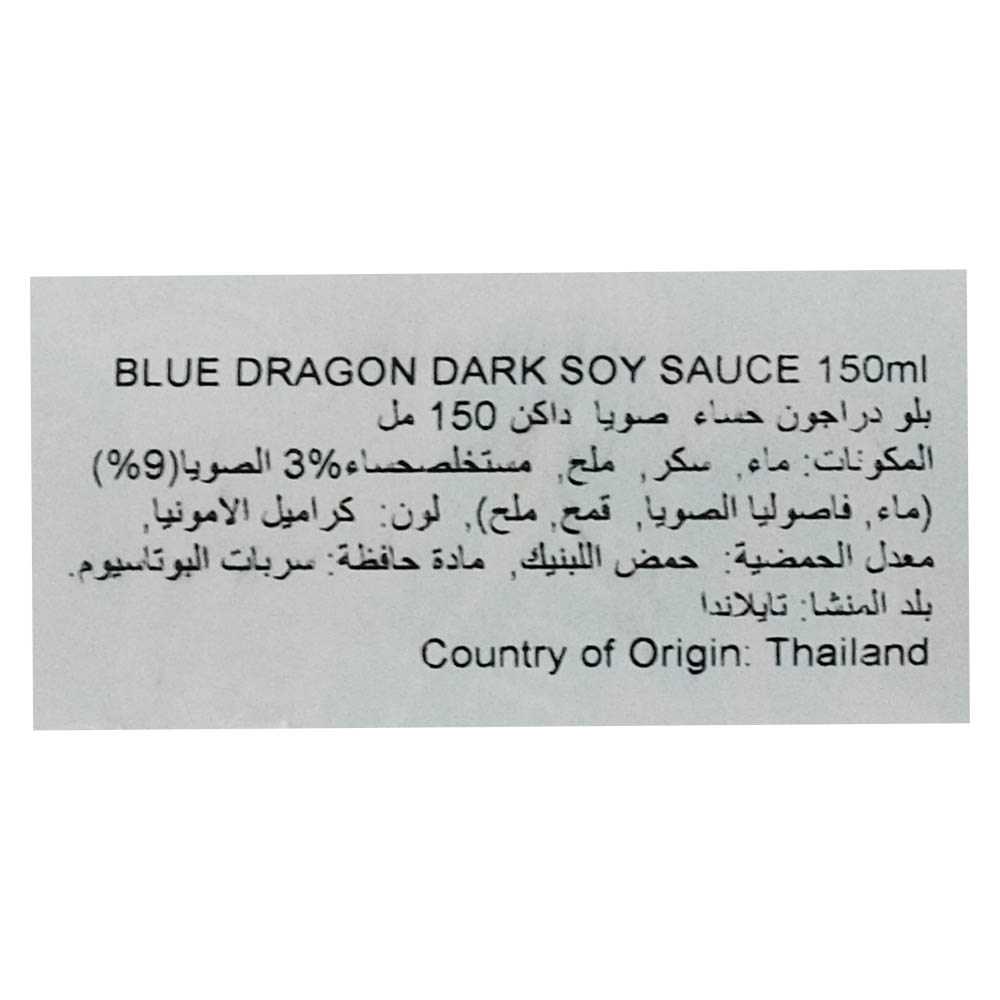 BLUE DRAGON DARK SOY SAUCE 150ml
بلو دراجون حساء صويا داكن 150 مل
المكونات: ماء, سكر, ملح, مستخلصحساء3% الصويا(9%)
(ماء, فاصوليا الصويا, قمح, ملح), لون: كراميل الامونيا,
معدل الحمضية: حمض اللبنيك, مادة حافظة: سربات البوتاسيوم.
بلد المنشا: تايلاندا
Country of Origin: Thailand